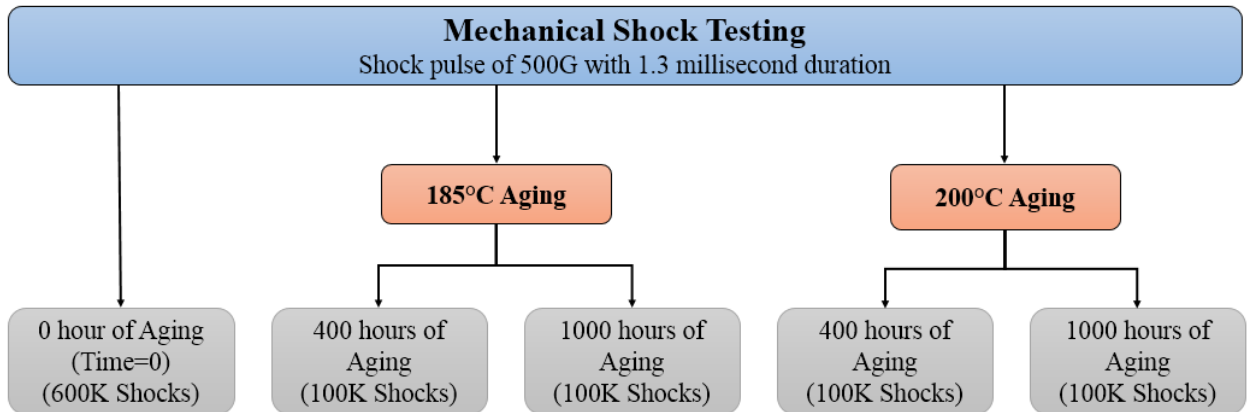 Mechanical Shock Testing
Shock pulse of 500G with 1.3 millisecond duration
185°C Aging
200°C Aging
0 hour of Aging
(Time=0)
(600K Shocks)
400 hours of
Aging
(100K Shocks)
1000 hours of
Aging
(100K Shocks)
400 hours of
Aging
(100K Shocks)
1000 hours of
Aging
(100K Shocks)